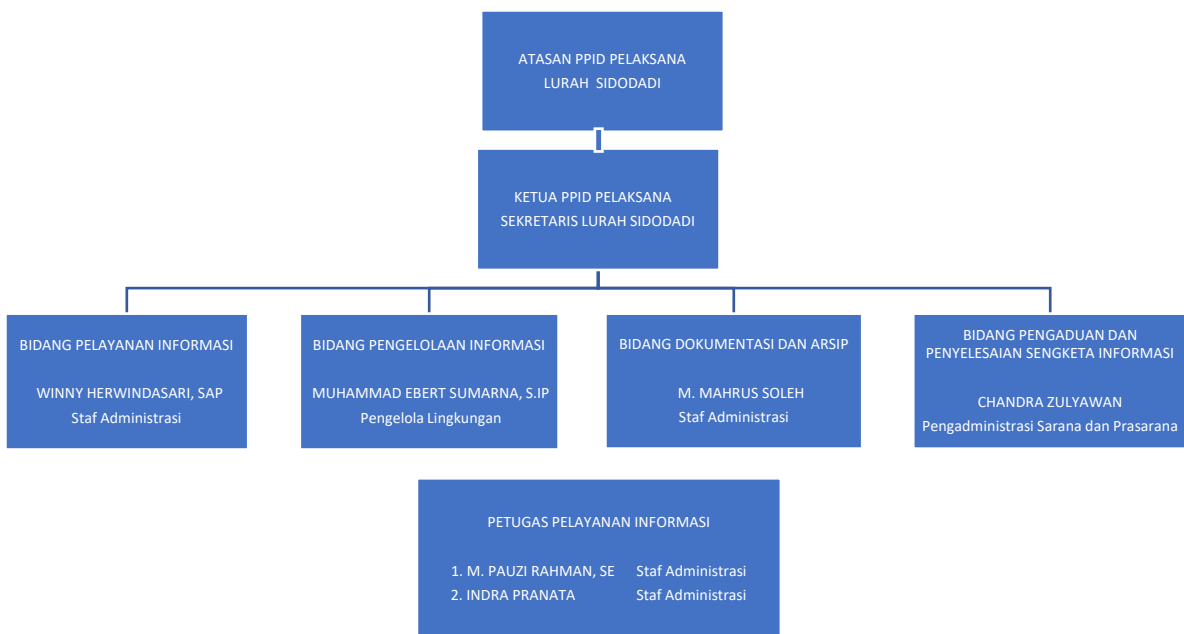 ATASAN PPID PELAKSANA
LURAH SIDODADI
KETUA PPID PELAKSANA
SEKRETARIS LURAH SIDODADI
BIDANG PELAYANAN INFORMASI
WINNY HERWINDASARI, SAP
Staf Administrasi
BIDANG PENGELOLAAN INFORMASI
MUHAMMAD EBERT SUMARNA, S.IP
Pengelola Lingkungan
BIDANG DOKUMENTASI DAN ARSIP
M. MAHRUS SOLEH
Staf Administrasi
BIDANG PENGADUAN DAN
PENYELESAIAN SENGKETA INFORMASI
CHANDRA ZULYAWAN
Pengadministrasi Sarana dan Prasarana
PETUGAS PELAYANAN INFORMASI
1. M. PAUZI RAHMAN, SE Staf Administrasi
2. INDRA PRANATA Staf Administrasi